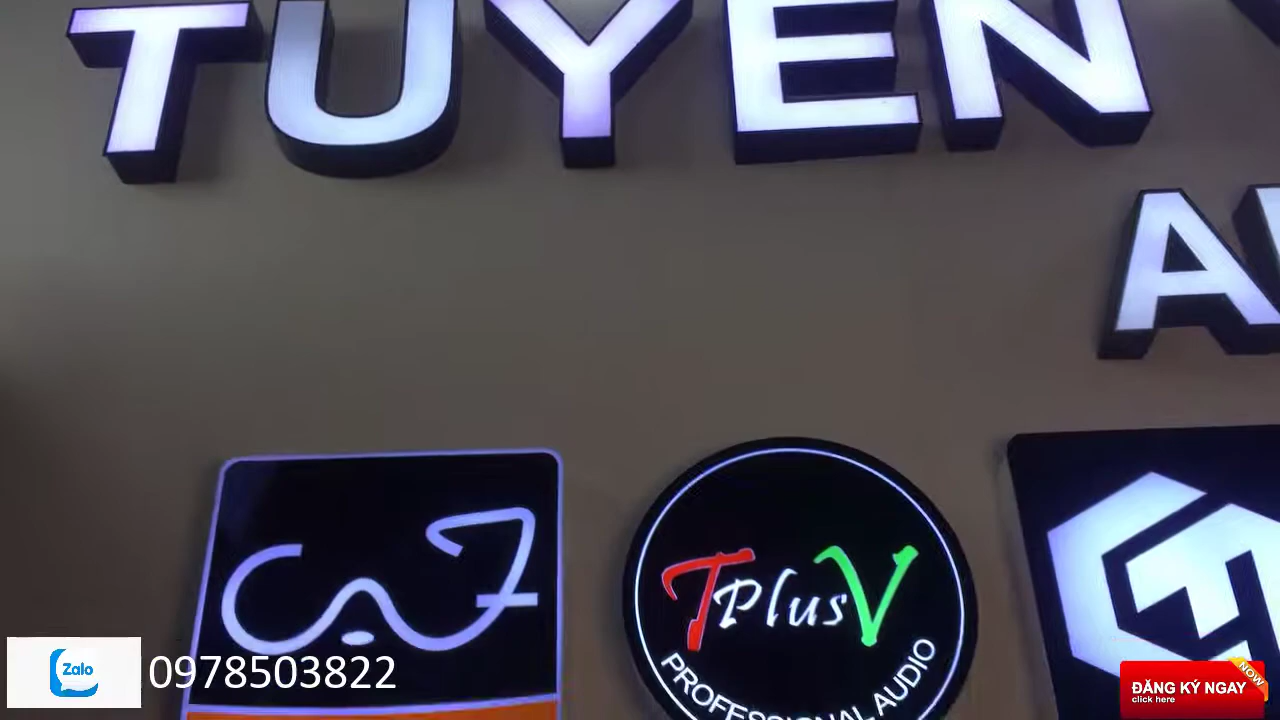 TUYEN
TPlusV
PROFESSIONAL AUDIO
Zalo
0978503822
ĐĂNG KÝ NGAY
NOW
click here